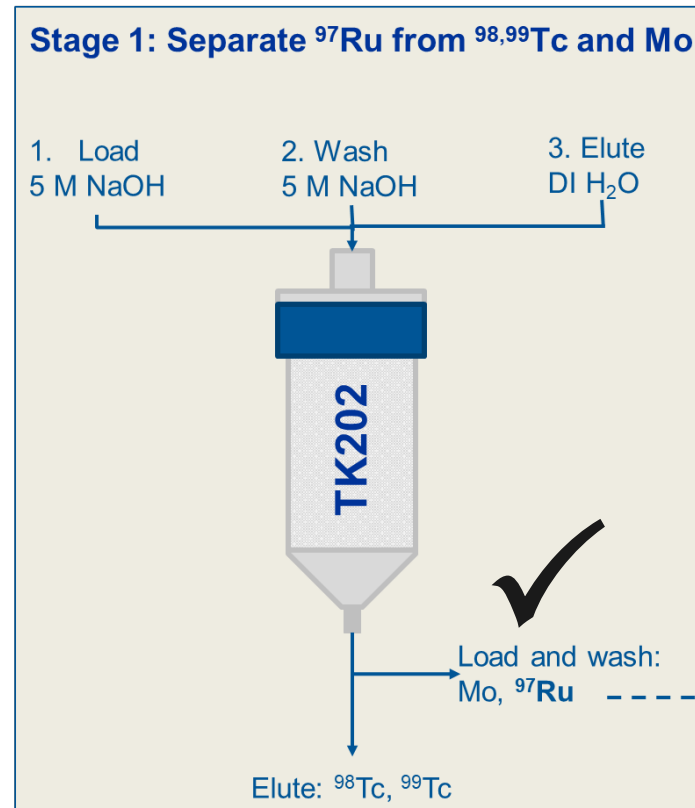 Stage 1: Separate ⁹⁷Ru from ⁹⁸,⁹⁹Tc and Mo
1. Load
5 M NaOH
2. Wash
5 M NaOH
3. Elute
DI H₂O
TK202
Load and wash:
Mo, ⁹⁷Ru
Elute: ⁹⁸Tc, ⁹⁹Tc